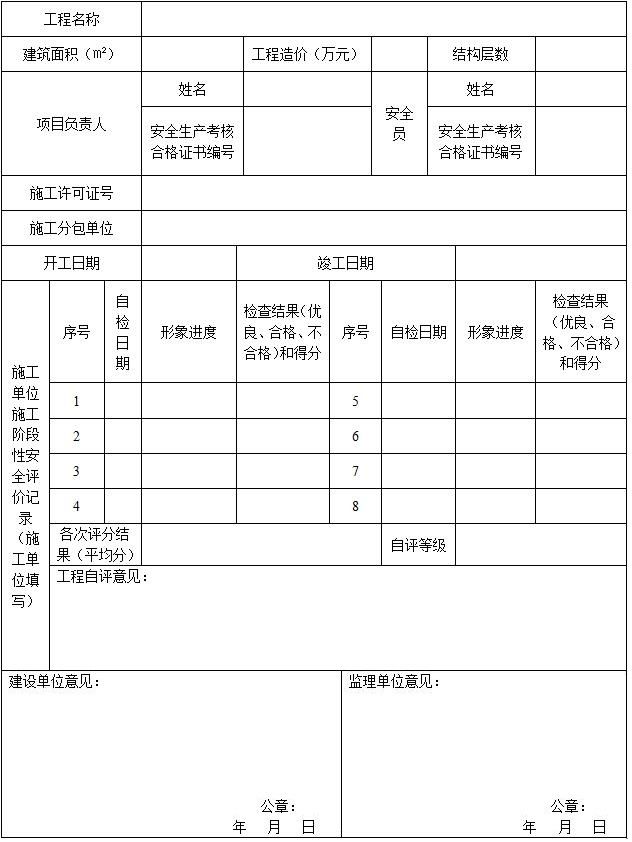 工程名称
建筑面积（㎡）
工程造价（万元）
结构层数
项目负责人
姓名
安全
员
姓名
安全生产考核
合格证书编号
安全生产考核
合格证书编号
施工许可证号
施工分包单位
开工日期
竣工日期
施工
单位
施工
阶段
性安
全评
价记
录
（施
工单
位填
写）
序号
自
检
日
期
形象进度
检查结果（优
良、合格、不
合格）和得分
序号
自检日期
形象进度
检查结果
（优良、合
格、不合格）
和得分
1
5
2
6
3
7
4
8
各次评分结
果（平均分）
自评等级
工程自评意见：
建设单位意见：
公章：
年 月 日
监理单位意见：
公章：
年 月 日